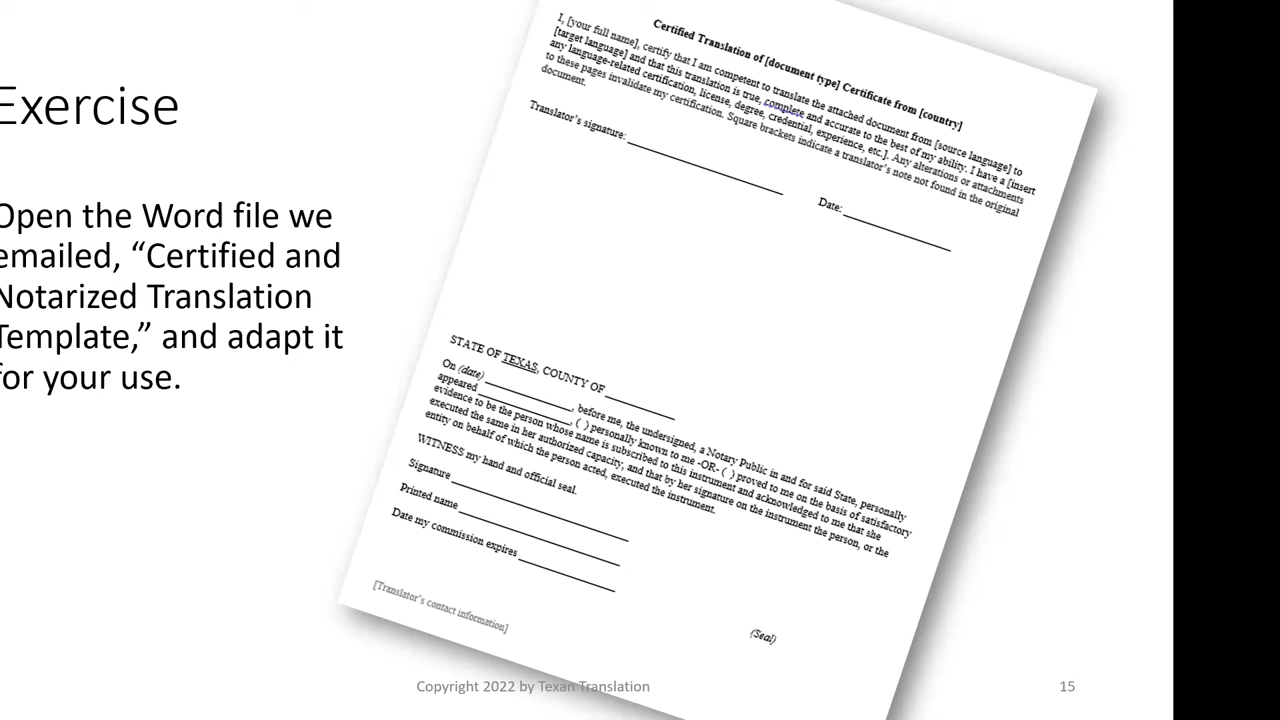 Exercise
Open the Word file we
emailed, “Certified and
Notarized Translation
Template,” and adapt it
for your use.
Certified Translation of [document type] Certificate from [country]
I, [your full name], certify that I am competent to translate the attached document from [source language] to
[target language] and that this translation is true, complete and accurate to the best of my ability. I have a [insert
any language-related certification, license, degree, credential, experience, etc.]. Any alterations or attachments
to these pages invalidate my certification. Square brackets indicate a translator’s note not found in the original
document.
Translator’s signature:
Date:
STATE OF TEXAS, COUNTY OF
On (date) , before me, the undersigned, a Notary Public in and for said State, personally
appeared , ( ) personally known to me -OR- ( ) proved to me on the basis of satisfactory
evidence to be the person whose name is subscribed to this instrument and acknowledged to me that she
executed the same in her authorized capacity, and that by her signature on the instrument the person, or the
entity on behalf of which the person acted, executed the instrument.
WITNESS my hand and official seal.
Signature
Printed name
Date my commission expires
(Seal)
[Translator’s contact information]
Copyright 2022 by Texan Translation
15